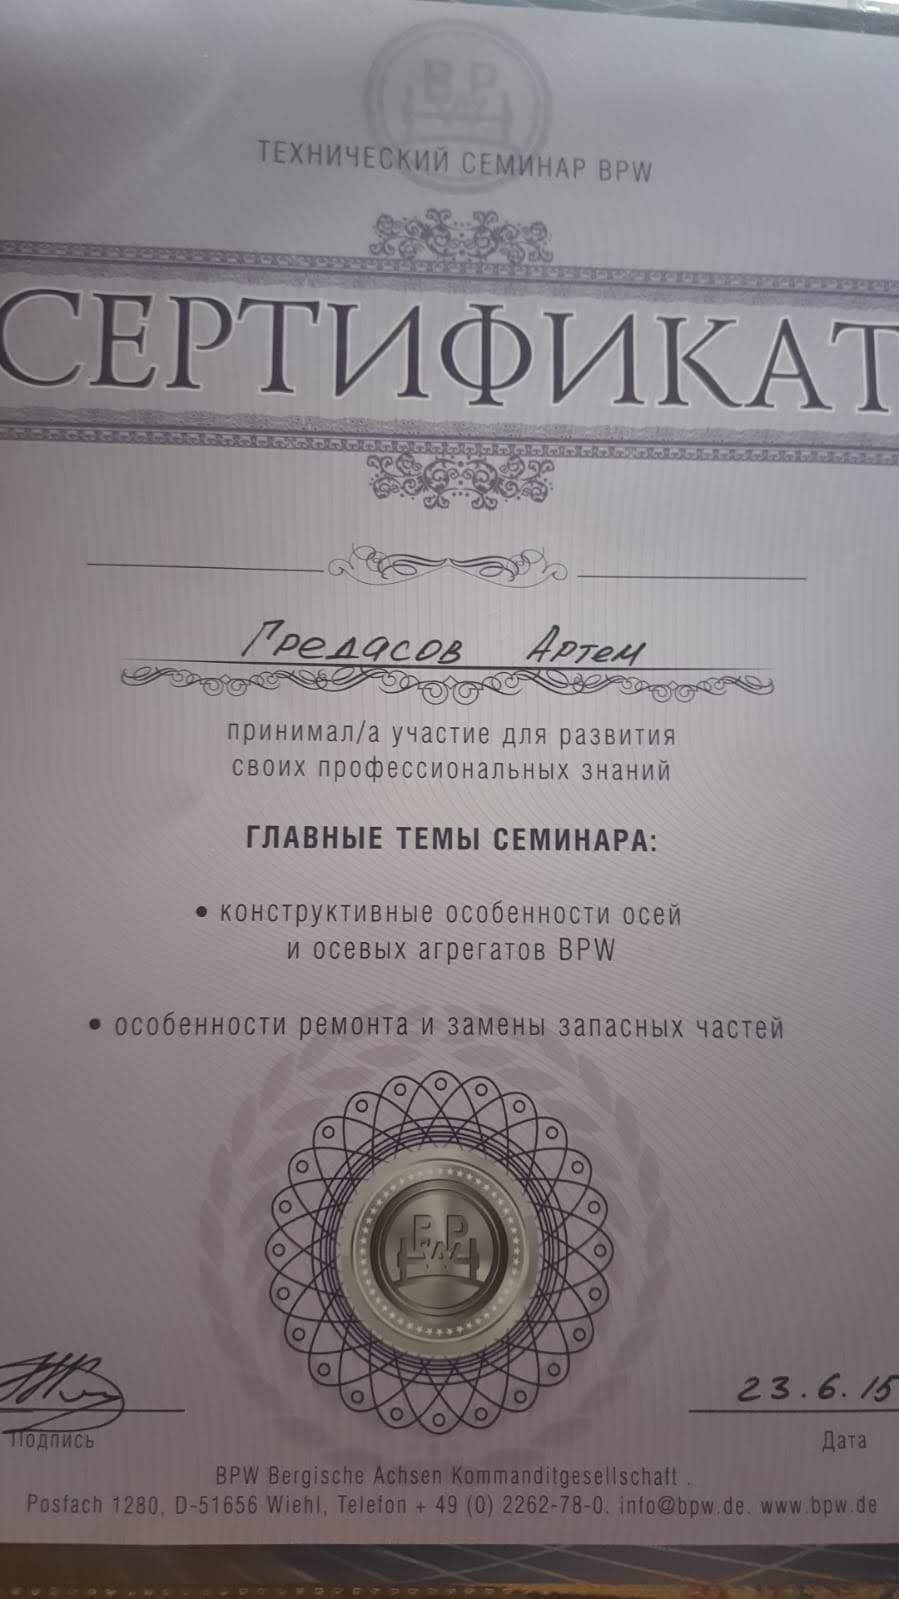 BPW
ТЕХНИЧЕСКИЙ СЕМИНАР BPW
СЕРТИФИКАТ
Гредасов Артем
принимал/а участие для развития
своих профессиональных знаний
ГЛАВНЫЕ ТЕМЫ СЕМИНАРА:
• конструктивные особенности осей
и осевых агрегатов BPW
• особенности ремонта и замены запасных частей
BPW
23.6.15
Подпись
Дата
BPW Bergische Achsen Kommanditgesellschaft .
Posfach 1280, D-51656 Wiehl, Telefon + 49 (0) 2262-78-0. info@bpw.de. www.bpw.de